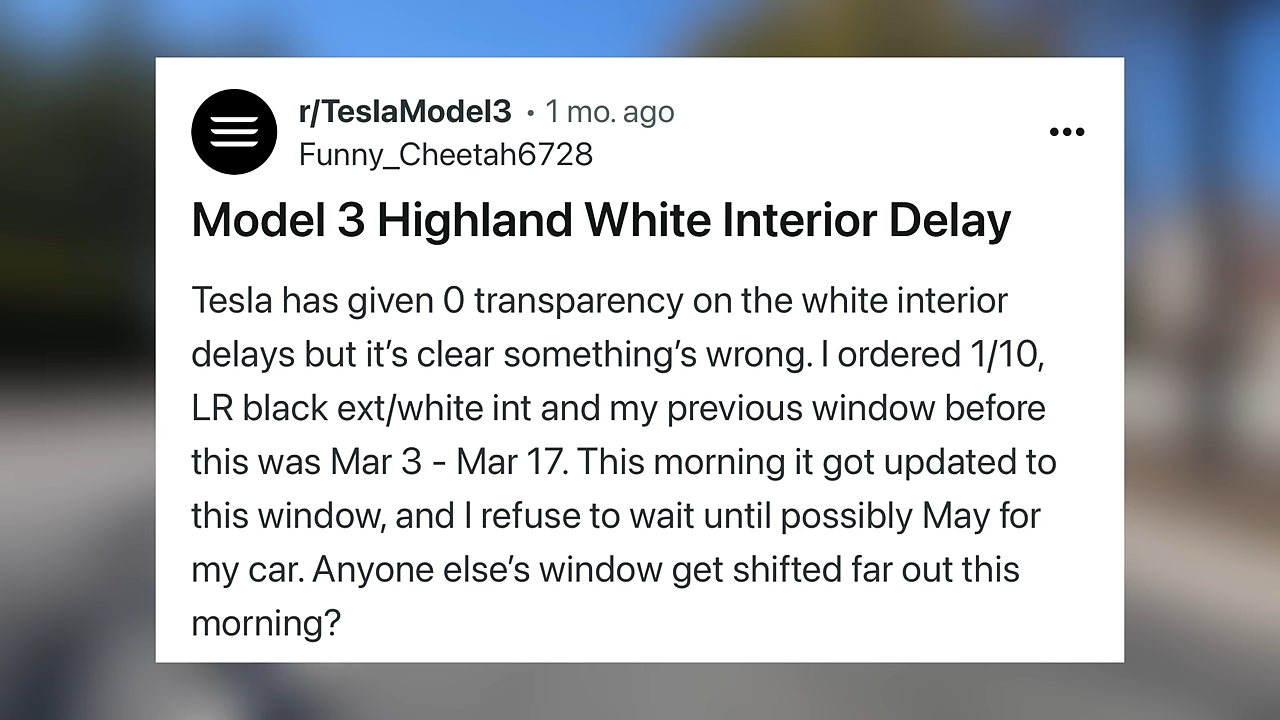 r/TeslaModel3 • 1 mo. ago
Funny_Cheetah6728
Model 3 Highland White Interior Delay
Tesla has given 0 transparency on the white interior
delays but it’s clear something’s wrong. I ordered 1/10,
LR black ext/white int and my previous window before
this was Mar 3 - Mar 17. This morning it got updated to
this window, and I refuse to wait until possibly May for
my car. Anyone else’s window get shifted far out this
morning?